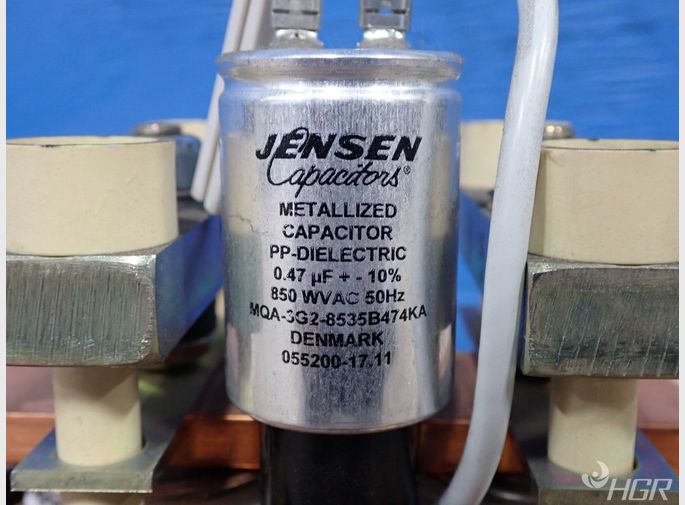 JENSEN
Capacitors®
METALLIZED
CAPACITOR
PP-DIELECTRIC
0.47 µF + - 10%
850 WVAC 50Hz
MQA-3G2-8535B474KA
DENMARK
055200-17.11
HGR